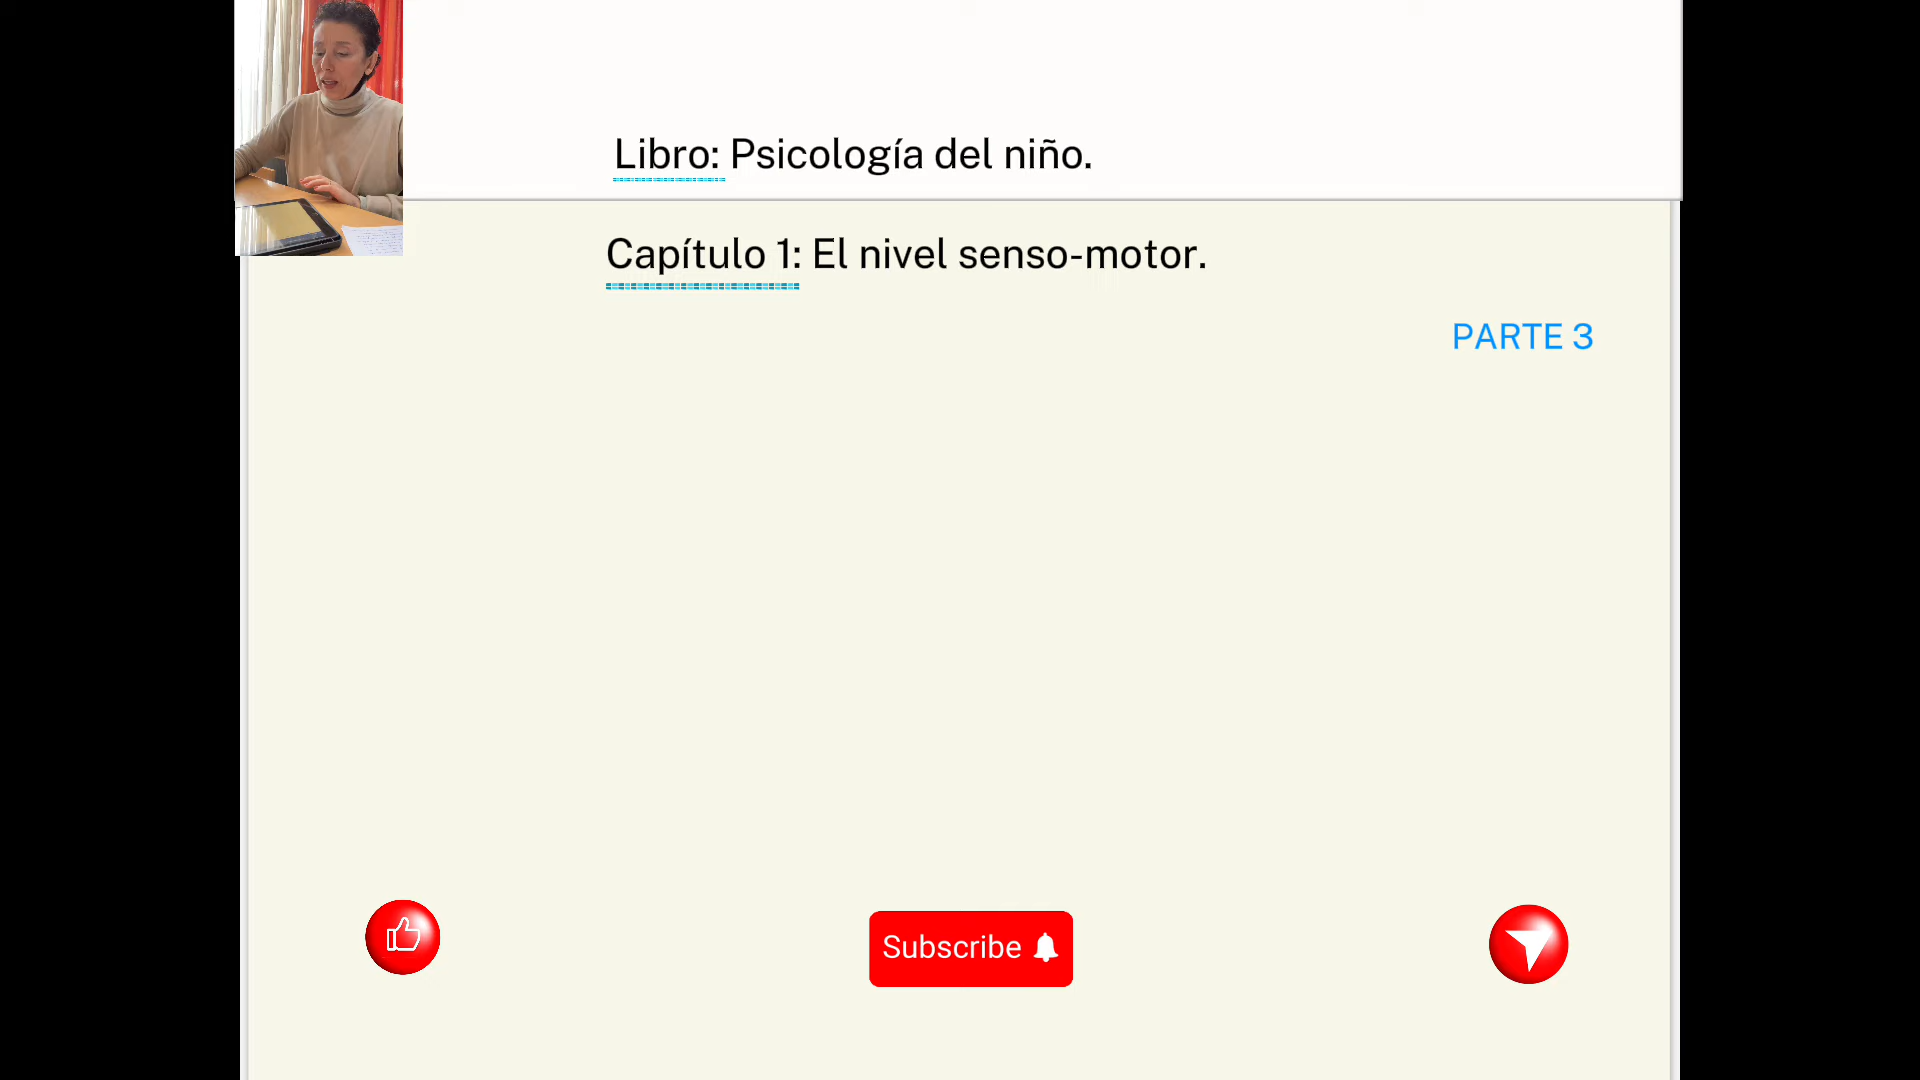 Libro: Psicología del niño.
Capítulo 1: El nivel senso-motor.
PARTE 3
Subscribe